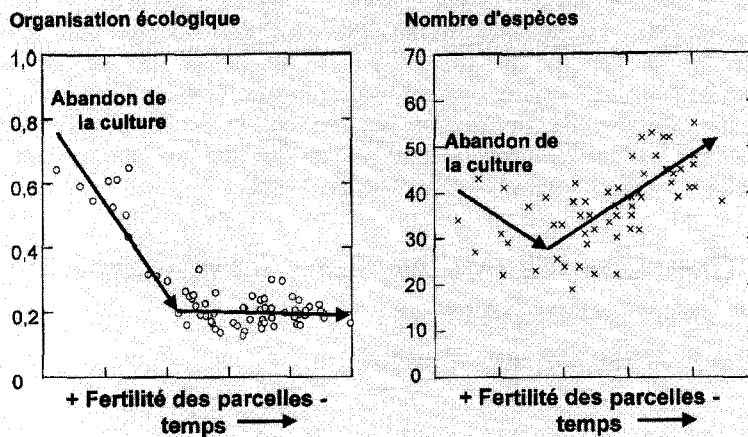 Organisation écologique
1,0
0,8
0,6
0,4
0,2
0
Abandon de
la culture
+ Fertilité des parcelles -
temps
Nombre d'espèces
70
60
50
40
30
20
10
0
Abandon de
la culture
+ Fertilité des parcelles -
temps